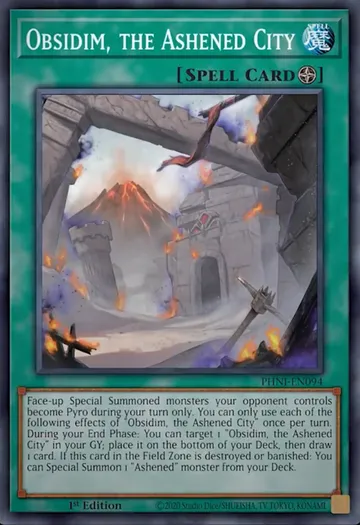 OBSIDIM, THE ASHENED CITY
SPELL
魔
[SPELL CARD]
PHNI-EN094
Face-up Special Summoned monsters your opponent controls
become Pyro during your turn only. You can only use each of the
following effects of "Obsidim, the Ashened City" once per turn.
During your End Phase: You can target 1 "Obsidim, the Ashened
City" in your GY; place it on the bottom of your Deck, then draw
1 card. If this card in the Field Zone is destroyed or banished: You
can Special Summon 1 "Ashened" monster from your Deck.
1st Edition
©2020 Studio Dice/SHUEISHA, TV TOKYO, KONAMI